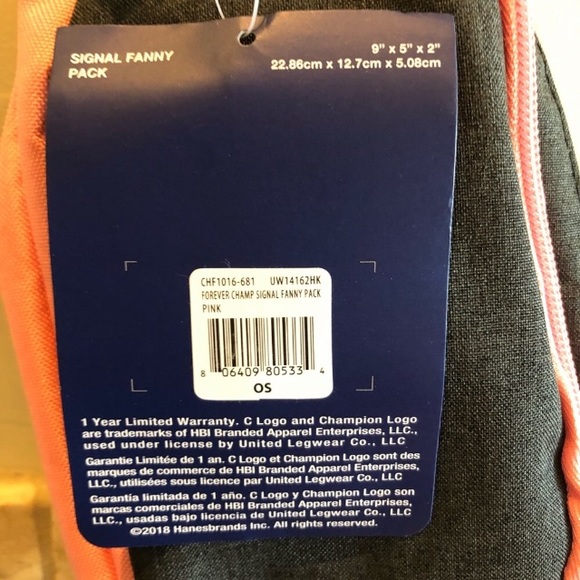 SIGNAL FANNY
PACK
9" x 5" x 2"
22.86cm x 12.7cm x 5.08cm
CHF1016-681 UW14162HK
FOREVER CHAMP SIGNAL FANNY PACK
PINK
8 06409 80533 4
OS
1 Year Limited Warranty. C Logo and Champion Logo
are trademarks of HBI Branded Apparel Enterprises, LLC.,
used under license by United Legwear Co., LLC
Garantie Limitée de 1 an. C Logo et Champion Logo sont des
marques de commerce de HBI Branded Apparel Enterprises,
LLC., utilisées sous licence par United Legwear Co., LLC.
Garantía limitada de 1 año. C Logo y Champion Logo son
marcas comerciales de HBI Branded Apparel Enterprises,
LLC., usadas bajo licencia de United Legwear Co., LLC.
©2018 Hanesbrands Inc. All rights reserved.